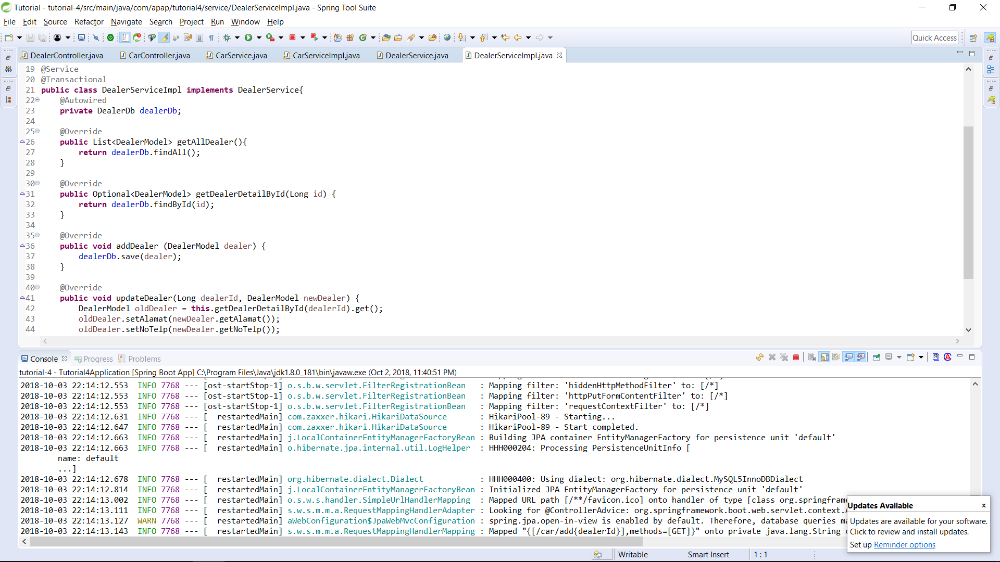 Tutorial - tutorial-4/src/main/java/com/apap/tutorial4/service/DealerServiceImpl.java - Spring Tool Suite
File Edit Source Refactor Navigate Search Project Run Window Help
Quick Access
DealerController.java CarController.java CarService.java CarServiceImpl.java DealerService.java DealerServiceImpl.java
19 @Service
20 @Transactional
21 public class DealerServiceImpl implements DealerService{
22 @Autowired
23 private DealerDb dealerDb;
24
25 @Override
26 public List<DealerModel> getAllDealer(){
27 return dealerDb.findAll();
28 }
29
30 @Override
31 public Optional<DealerModel> getDealerDetailById(Long id) {
32 return dealerDb.findById(id);
33 }
34
35 @Override
36 public void addDealer (DealerModel dealer) {
37 dealerDb.save(dealer);
38 }
39
40 @Override
41 public void updateDealer(Long dealerId, DealerModel newDealer) {
42 DealerModel oldDealer = this.getDealerDetailById(dealerId).get();
43 oldDealer.setAlamat(newDealer.getAlamat());
44 oldDealer.setNoTelp(newDealer.getNoTelp());
Console Progress Problems
tutorial-4 - Tutorial4Application [Spring Boot App] C:\Program Files\Java\jdk1.8.0_181\bin\javaw.exe (Oct 2, 2018, 11:40:51 PM)
2018-10-03 22:14:12.553 INFO 7768 --- [ost-startStop-1] o.s.b.w.servlet.FilterRegistrationBean : Mapping filter: 'hiddenHttpMethodFilter' to: [/*]
2018-10-03 22:14:12.553 INFO 7768 --- [ost-startStop-1] o.s.b.w.servlet.FilterRegistrationBean : Mapping filter: 'httpPutFormContentFilter' to: [/*]
2018-10-03 22:14:12.553 INFO 7768 --- [ost-startStop-1] o.s.b.w.servlet.FilterRegistrationBean : Mapping filter: 'requestContextFilter' to: [/*]
2018-10-03 22:14:12.631 INFO 7768 --- [ restartedMain] com.zaxxer.hikari.HikariDataSource : HikariPool-89 - Starting...
2018-10-03 22:14:12.647 INFO 7768 --- [ restartedMain] com.zaxxer.hikari.HikariDataSource : HikariPool-89 - Start completed.
2018-10-03 22:14:12.663 INFO 7768 --- [ restartedMain] j.LocalContainerEntityManagerFactoryBean : Building JPA container EntityManagerFactory for persistence unit 'default'
2018-10-03 22:14:12.663 INFO 7768 --- [ restartedMain] o.hibernate.jpa.internal.util.LogHelper : HHH000204: Processing PersistenceUnitInfo [
name: default
...]
2018-10-03 22:14:12.678 INFO 7768 --- [ restartedMain] org.hibernate.dialect.Dialect : HHH000400: Using dialect: org.hibernate.dialect.MySQL5InnoDBDialect
2018-10-03 22:14:12.814 INFO 7768 --- [ restartedMain] j.LocalContainerEntityManagerFactoryBean : Initialized JPA EntityManagerFactory for persistence unit 'default'
2018-10-03 22:14:13.002 INFO 7768 --- [ restartedMain] o.s.w.s.handler.SimpleUrlHandlerMapping : Mapped URL path [/**/favicon.ico] onto handler of type [class org.springframe
2018-10-03 22:14:13.111 INFO 7768 --- [ restartedMain] s.w.s.m.m.a.RequestMappingHandlerAdapter : Looking for @ControllerAdvice: org.springframework.boot.web.servlet.context.
2018-10-03 22:14:13.127 WARN 7768 --- [ restartedMain] aWebConfiguration$JpaWebMvcConfiguration : spring.jpa.open-in-view is enabled by default. Therefore, database queries m
2018-10-03 22:14:13.143 INFO 7768 --- [ restartedMain] s.w.s.m.m.a.RequestMappingHandlerMapping : Mapped "{[/car/add{dealerId}],methods=[GET]}" onto private java.lang.String
Updates Available
Updates are available for your software.
Click to review and install updates.
Set up Reminder options
Writable Smart Insert 1 : 1